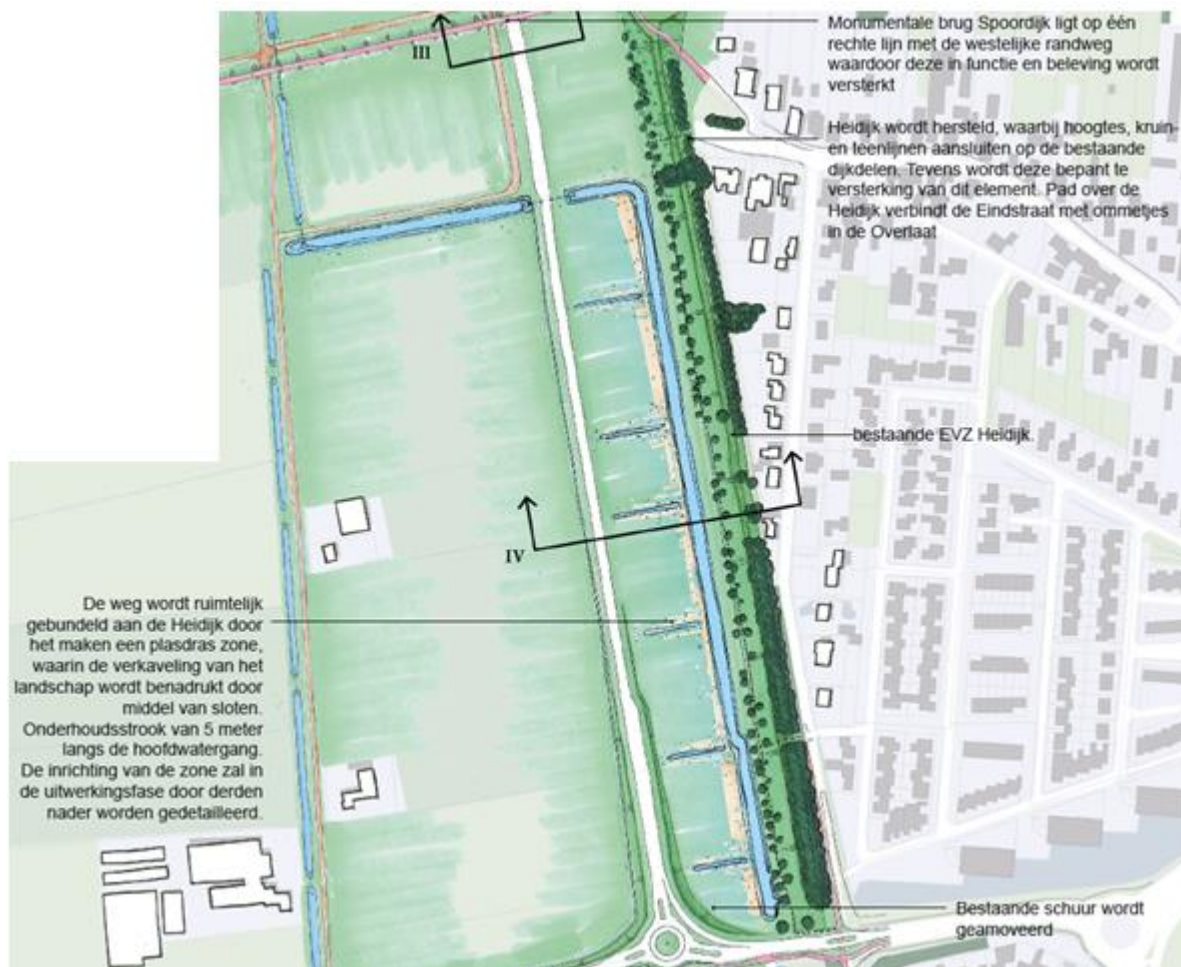 Monumentale brug Spoordijk ligt op één
rechte lijn met de westelijke randweg
waardoor deze in functie en beleving wordt
versterkt
III
Heidijk wordt hersteld, waarbij hoogtes, kruin-
en teenlijnen aansluiten op de bestaande
dijkdelen. Tevens wordt deze bepant te
versterking van dit element. Pad over de
Heidijk verbindt de Eindstraat met ommetjes
in de Overlaat
bestaande EVZ Heidijk.
IV
De weg wordt ruimtelijk
gebundeld aan de Heidijk door
het maken een plasdras zone,
waarin de verkaveling van het
landschap wordt benadrukt door
middel van sloten.
Onderhoudsstrook van 5 meter
langs de hoofdwatergang.
De inrichting van de zone zal in
de uitwerkingsfase door derden
nader worden gedetailleerd.
Bestaande schuur wordt
geamoveerd